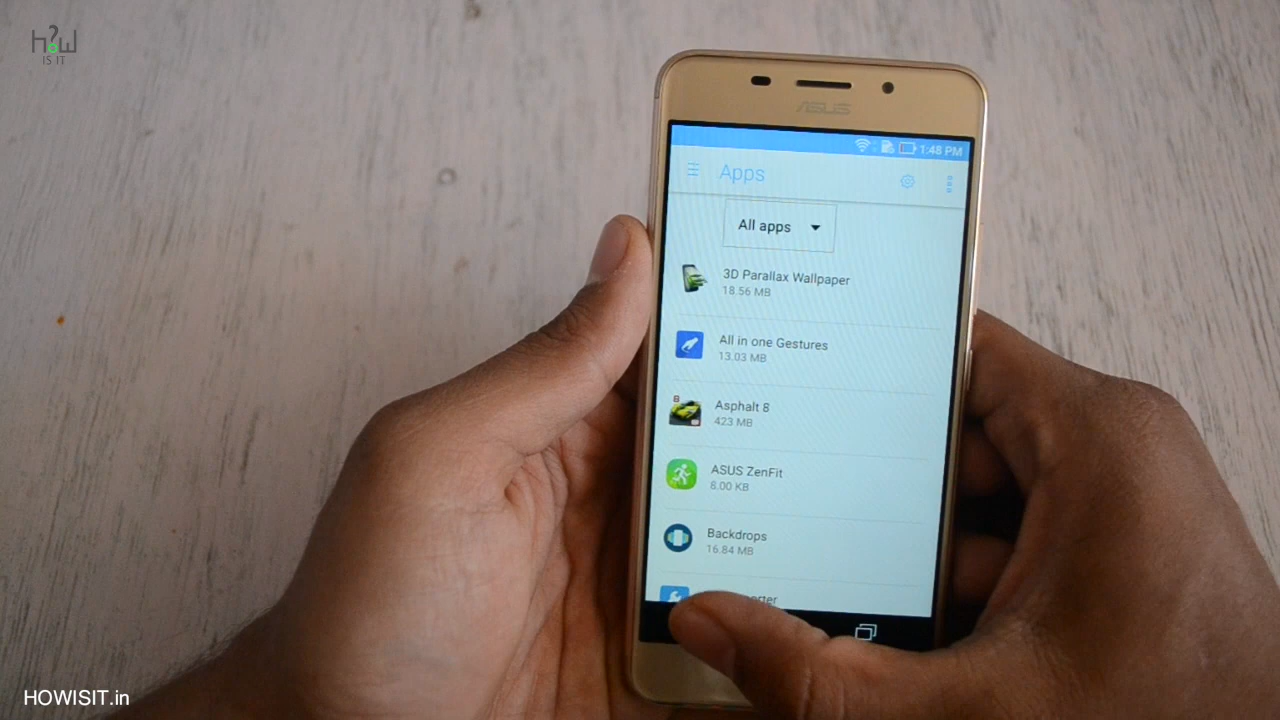 HOW
IS IT
ASUS
1:48 PM
Apps
All apps
3D Parallax Wallpaper
18.56 MB
All in one Gestures
13.03 MB
Asphalt 8
423 MB
ASUS ZenFit
8.00 KB
Backdrops
16.84 MB
HOWISIT.in